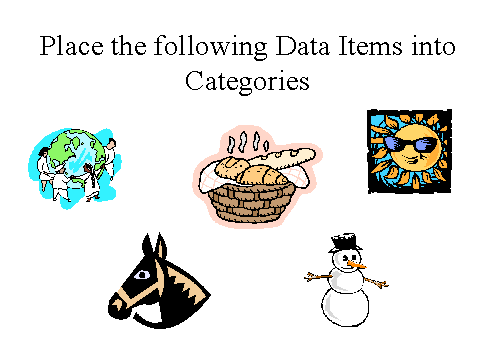 Place the following Data Items into
Categories